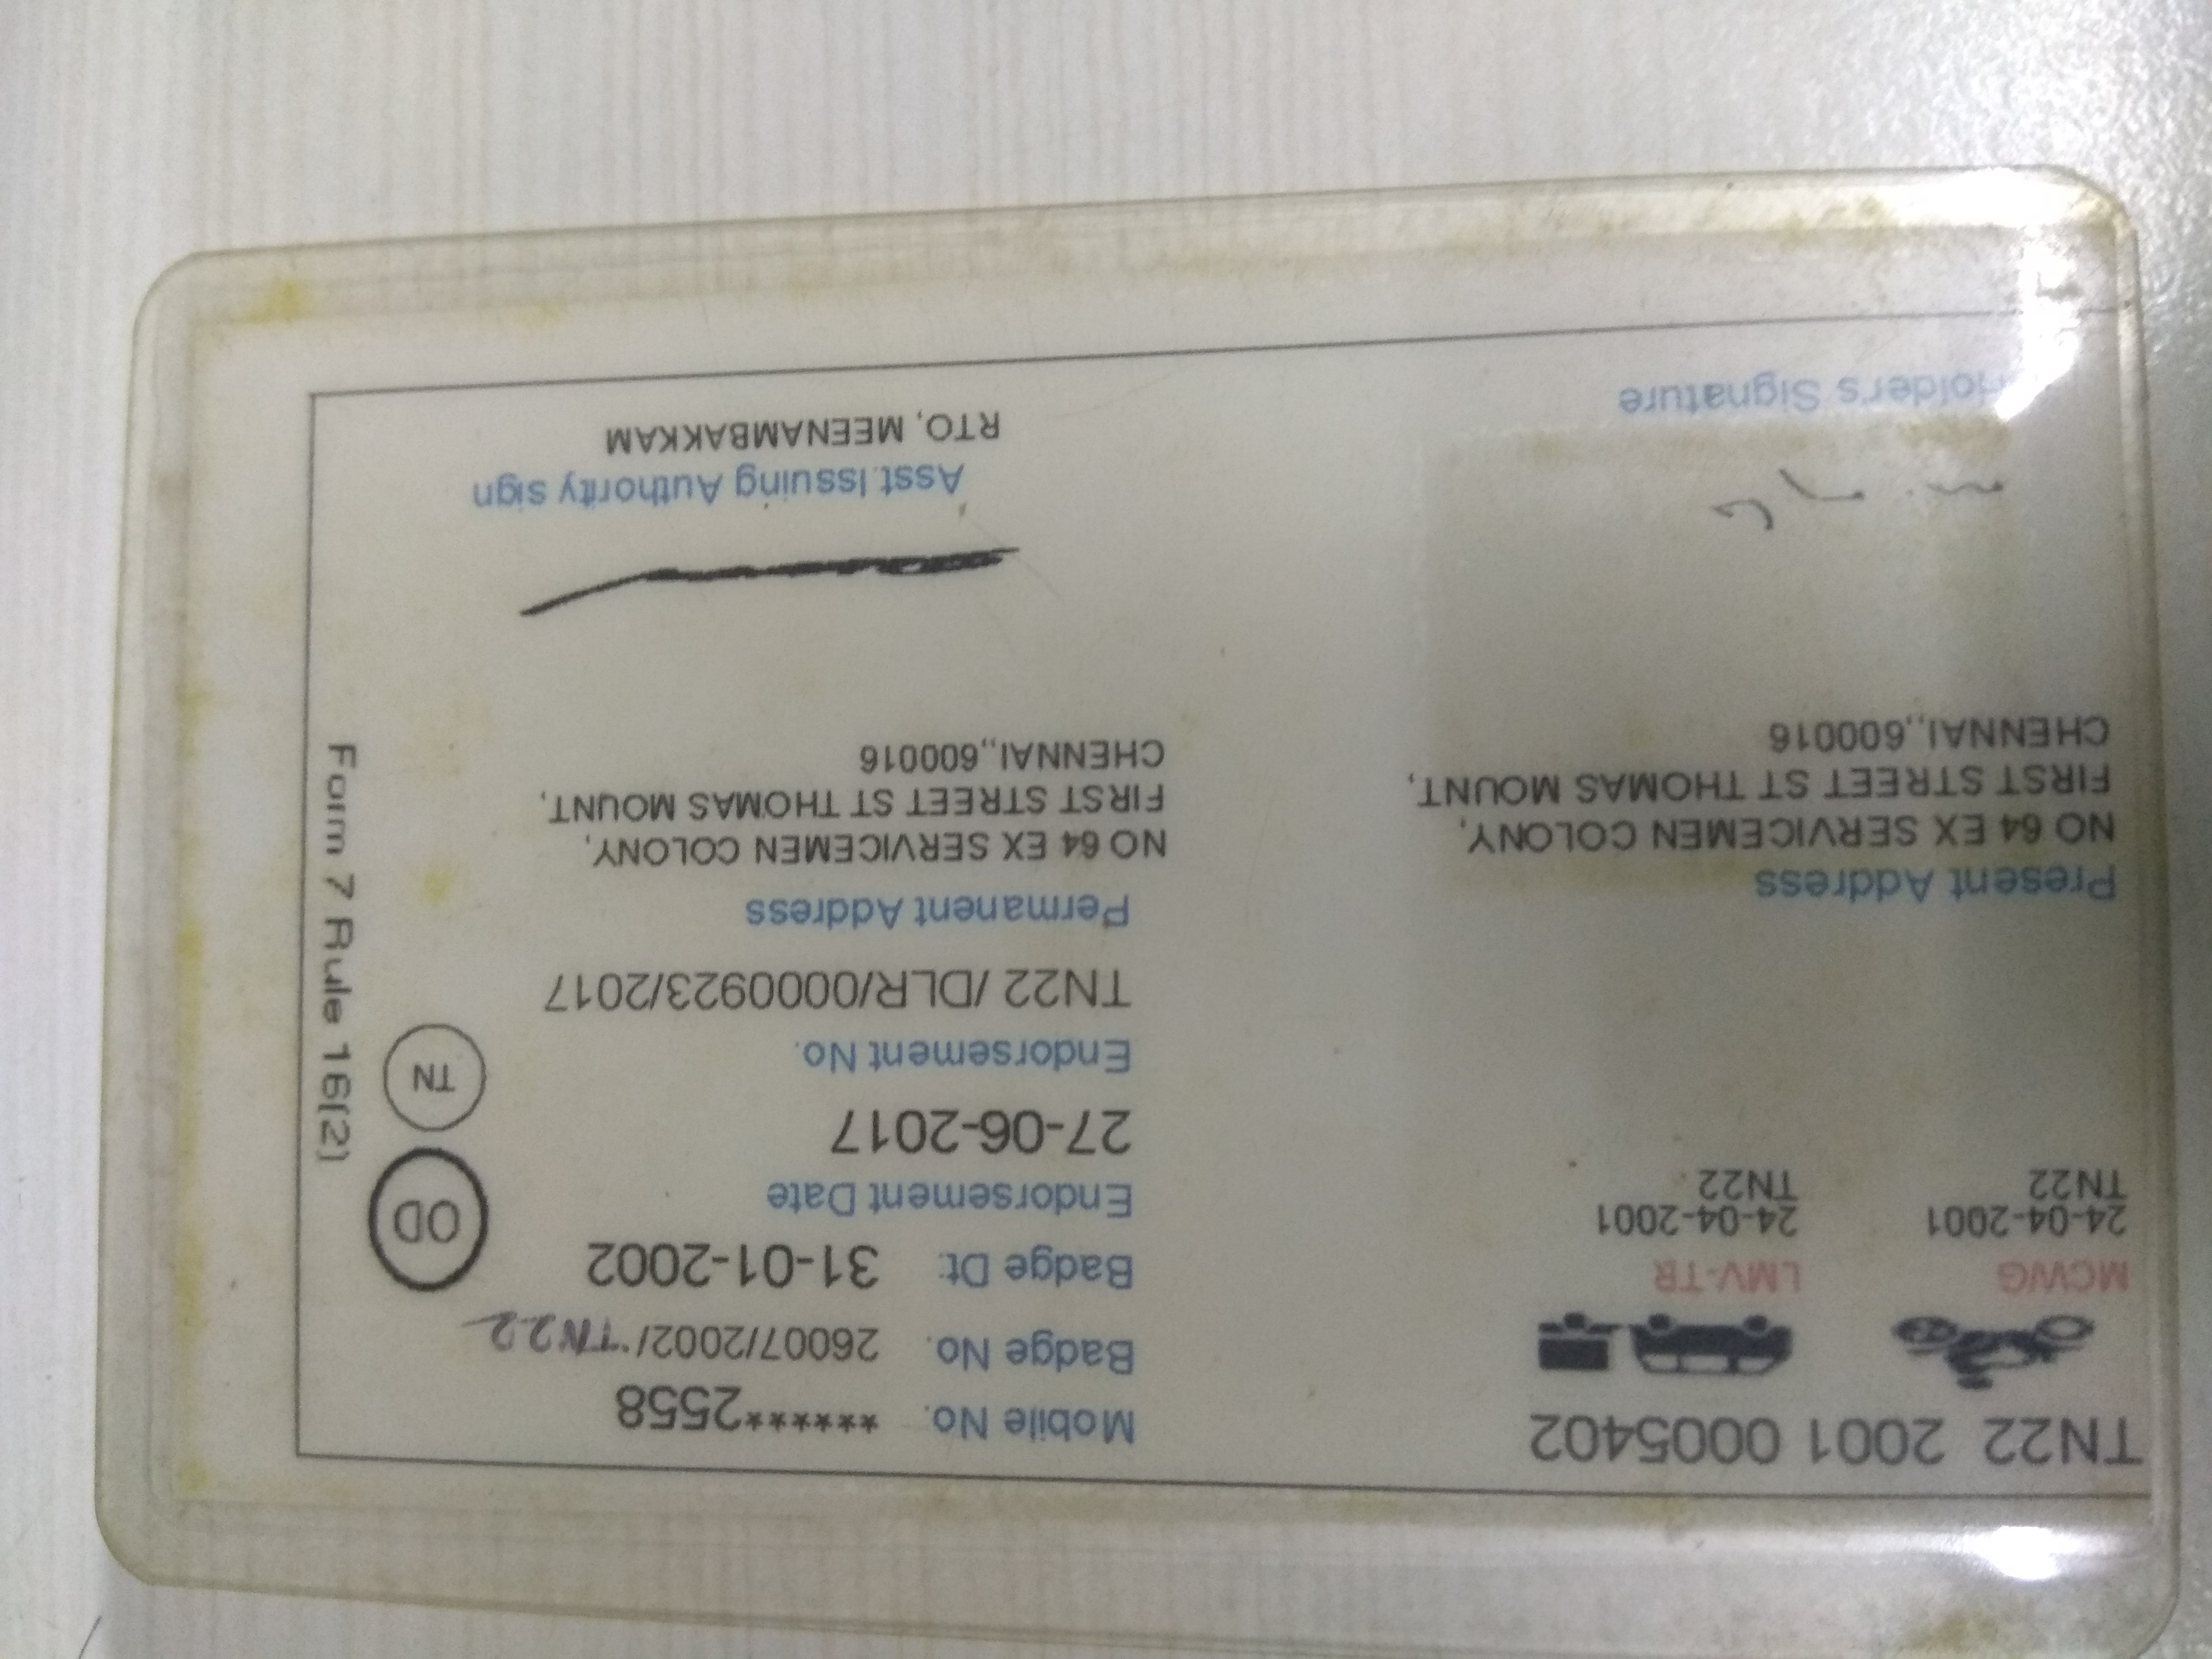 TN22 2001 0005402
MCWG
24-04-2001
TN22
LMV-TR
24-04-2001
TN22
Present Address
NO 64 EX SERVICEMEN COLONY,
FIRST STREET ST THOMAS MOUNT,
CHENNAI,,600016
Holder's Signature
Mobile No. ******2558
Badge No. 26007/2002/ TN22
Badge Dt: 31-01-2002
Endorsement Date
27-06-2017
Endorsement No.
TN22 /DLR/0000923/2017
Permanent Address
NO 64 EX SERVICEMEN COLONY,
FIRST STREET ST THOMAS MOUNT,
CHENNAI,,600016
Asst.Issuing Authority sign
RTO, MEENAMBAKKAM
OD
TN
Form 7 Rule 16(2)